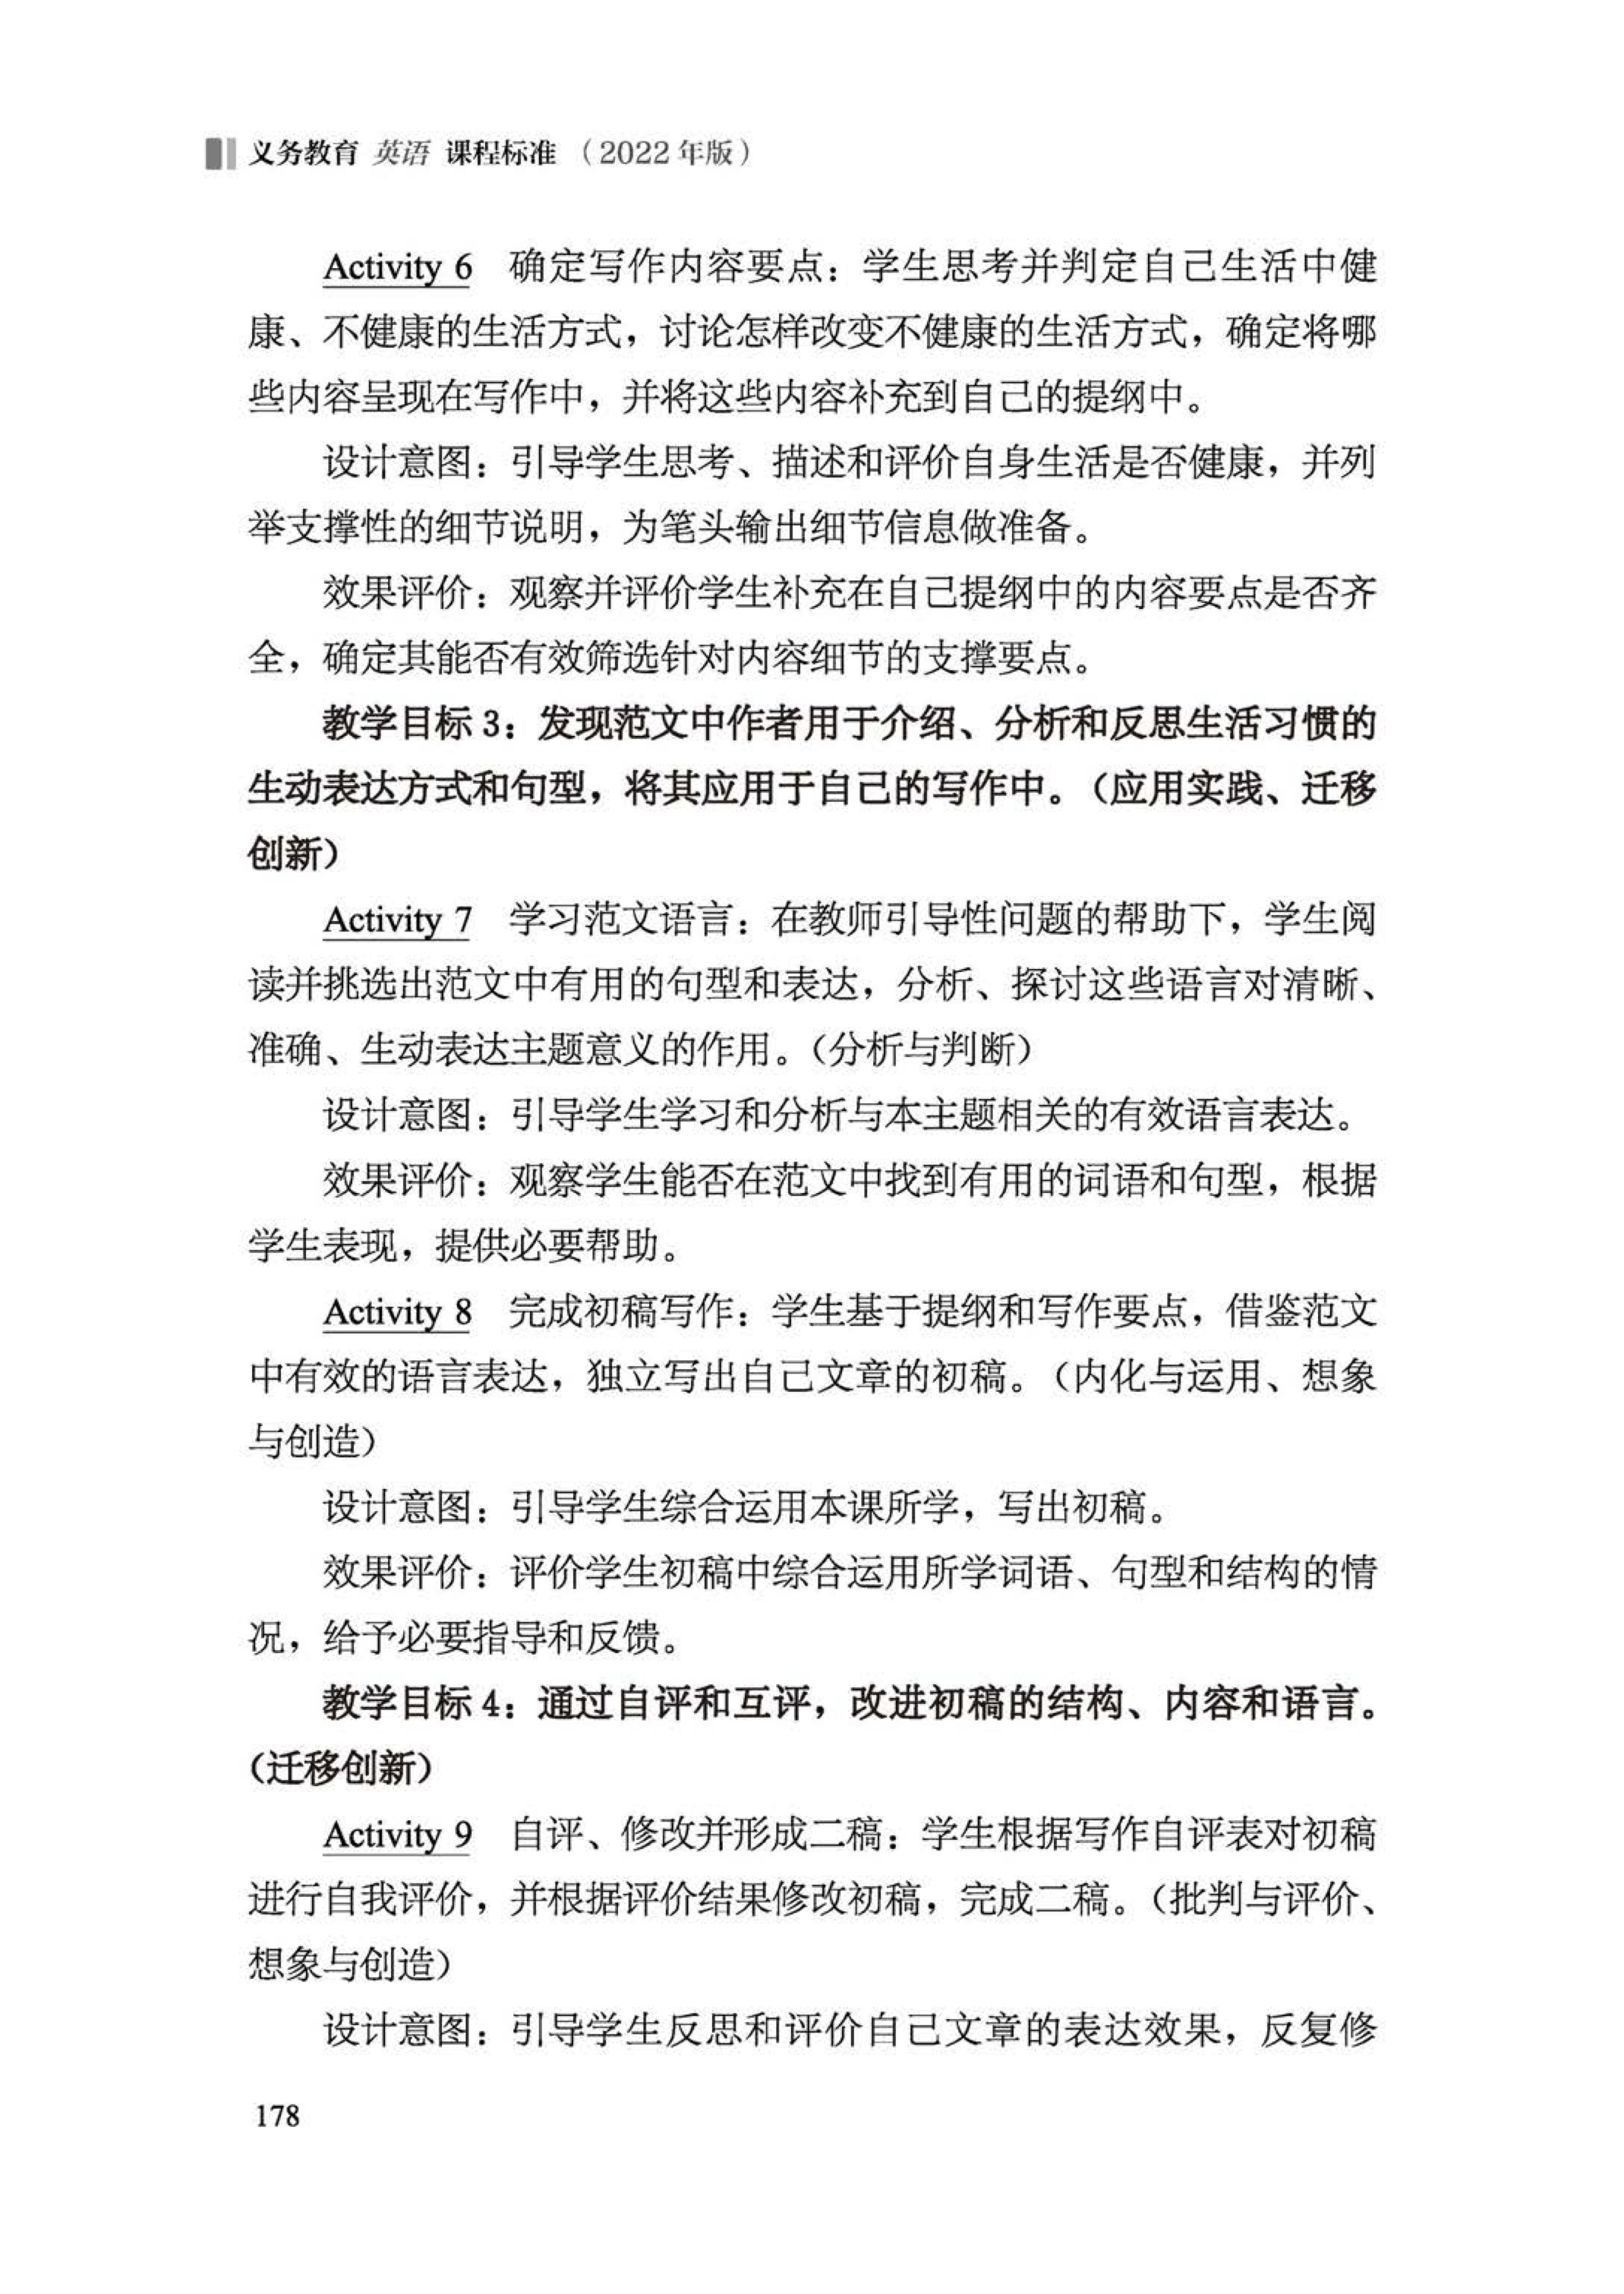 义务教育 英语 课程标准（2022年版）
Activity 6 确定写作内容要点：学生思考并判定自己生活中健
康、不健康的生活方式，讨论怎样改变不健康的生活方式，确定将哪
些内容呈现在写作中，并将这些内容补充到自己的提纲中。
设计意图：引导学生思考、描述和评价自身生活是否健康，并列
举支撑性的细节说明，为笔头输出细节信息做准备。
效果评价：观察并评价学生补充在自己提纲中的内容要点是否齐
全，确定其能否有效筛选针对内容细节的支撑要点。
教学目标 3：发现范文中作者用于介绍、分析和反思生活习惯的
生动表达方式和句型，将其应用于自己的写作中。（应用实践、迁移
创新）
Activity 7 学习范文语言：在教师引导性问题的帮助下，学生阅
读并挑选出范文中有用的句型和表达，分析、探讨这些语言对清晰、
准确、生动表达主题意义的作用。（分析与判断）
设计意图：引导学生学习和分析与本主题相关的有效语言表达。
效果评价：观察学生能否在范文中找到有用的词语和句型，根据
学生表现，提供必要帮助。
Activity 8 完成初稿写作：学生基于提纲和写作要点，借鉴范文
中有效的语言表达，独立写出自己文章的初稿。（内化与运用、想象
与创造）
设计意图：引导学生综合运用本课所学，写出初稿。
效果评价：评价学生初稿中综合运用所学词语、句型和结构的情
况，给予必要指导和反馈。
教学目标 4：通过自评和互评，改进初稿的结构、内容和语言。
（迁移创新）
Activity 9 自评、修改并形成二稿：学生根据写作自评表对初稿
进行自我评价，并根据评价结果修改初稿，完成二稿。（批判与评价、
想象与创造）
设计意图：引导学生反思和评价自己文章的表达效果，反复修
178